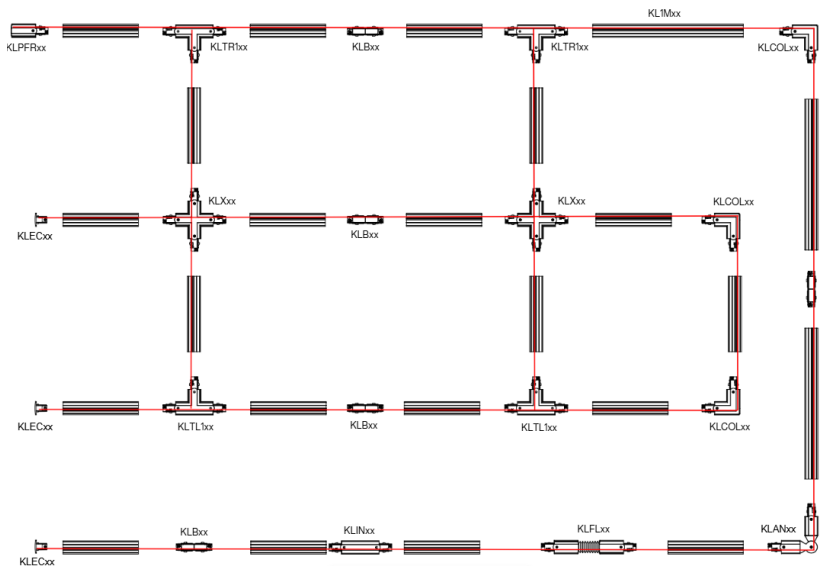 KL1Mxx
KLPFRxx
KLTR1xx
KLBxx
KLTR1xx
KLCOLxx
KLXxx
KLXxx
KLCOLxx
KLECxx
KLBxx
KLECxx
KLTL1xx
KLBxx
KLTL1xx
KLCOLxx
KLBxx
KLINxx
KLFLxx
KLANxx
KLECxx